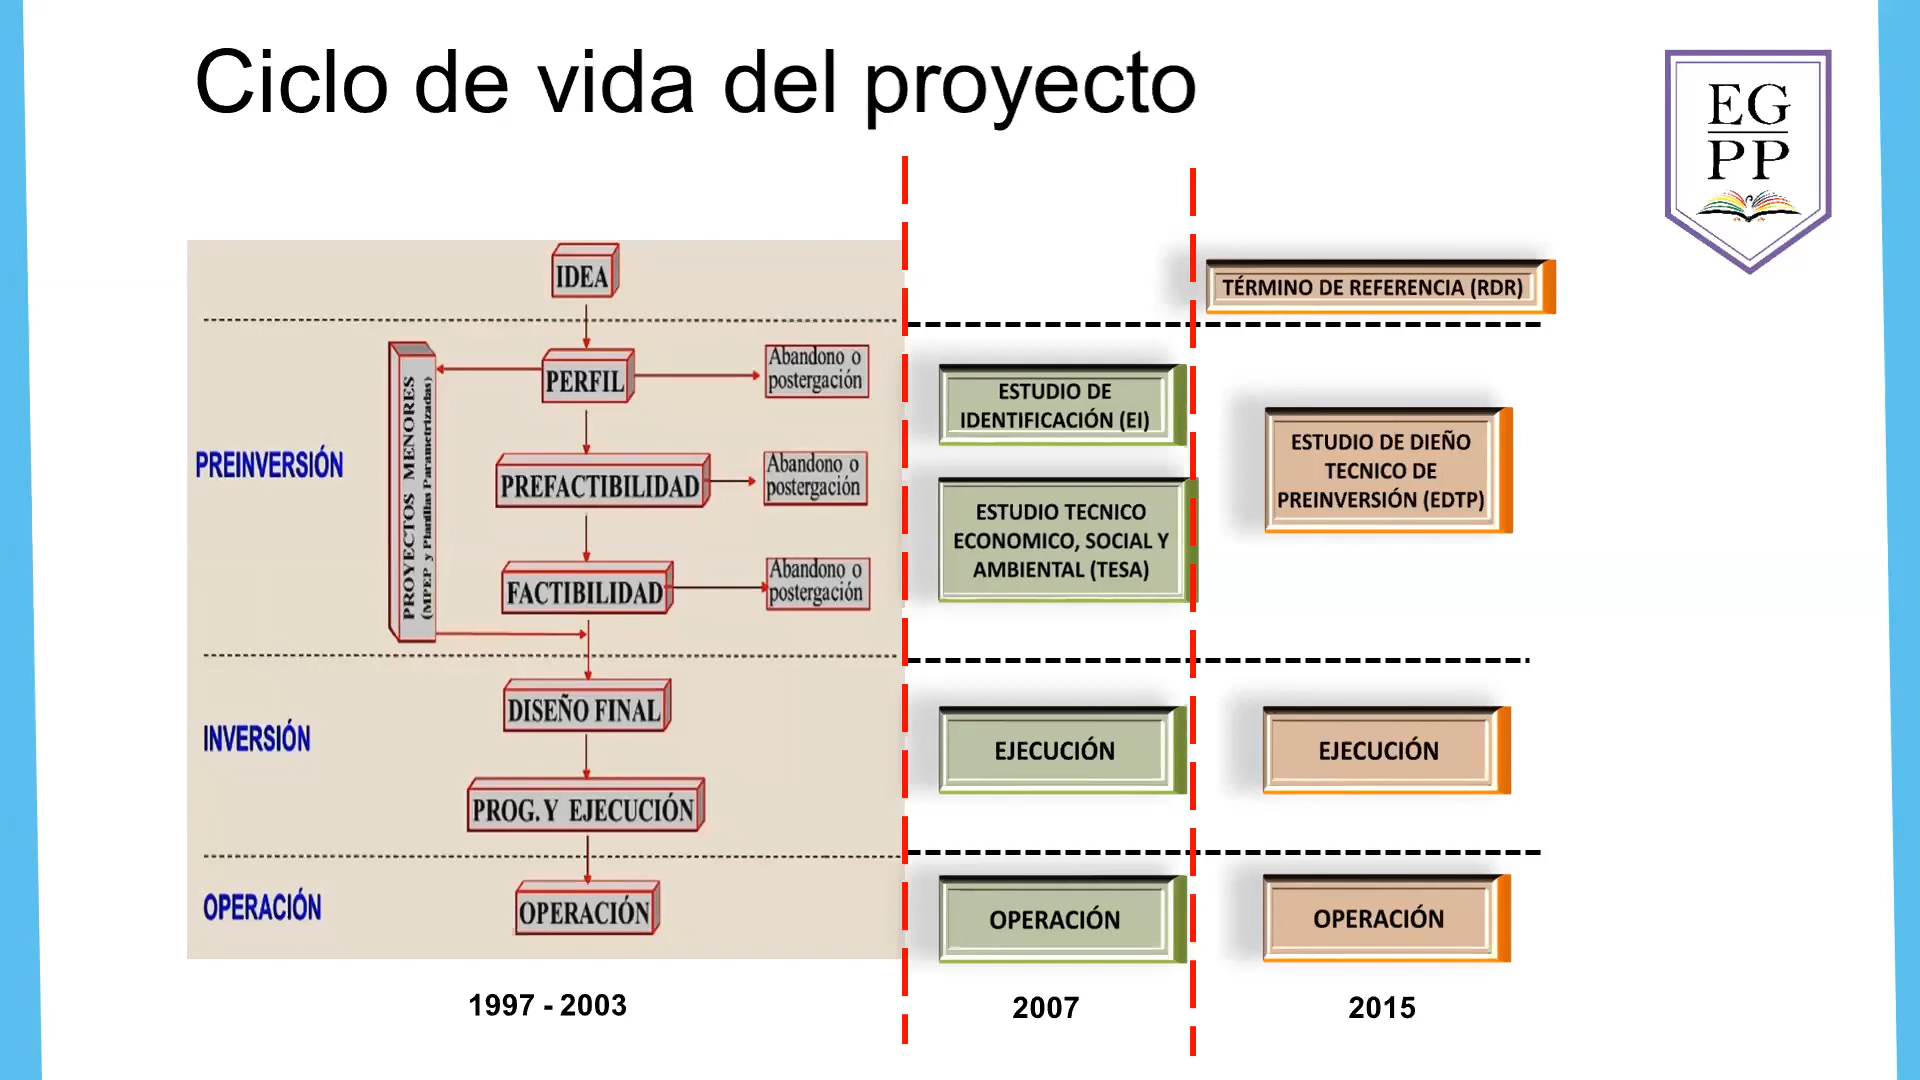 Ciclo de vida del proyecto
EG
PP
IDEA
PREINVERSIÓN
PROYECTOS MENORES
(MPEP y Planillas Parametrizadas)
PERFIL
Abandono o
postergación
PREFACTIBILIDAD
Abandono o
postergación
FACTIBILIDAD
Abandono o
postergación
INVERSIÓN
DISEÑO FINAL
PROG. Y EJECUCIÓN
OPERACIÓN
OPERACIÓN
1997 - 2003
ESTUDIO DE
IDENTIFICACIÓN (EI)
ESTUDIO TECNICO
ECONOMICO, SOCIAL Y
AMBIENTAL (TESA)
EJECUCIÓN
OPERACIÓN
2007
TÉRMINO DE REFERENCIA (RDR)
ESTUDIO DE DIEÑO
TECNICO DE
PREINVERSIÓN (EDTP)
EJECUCIÓN
OPERACIÓN
2015